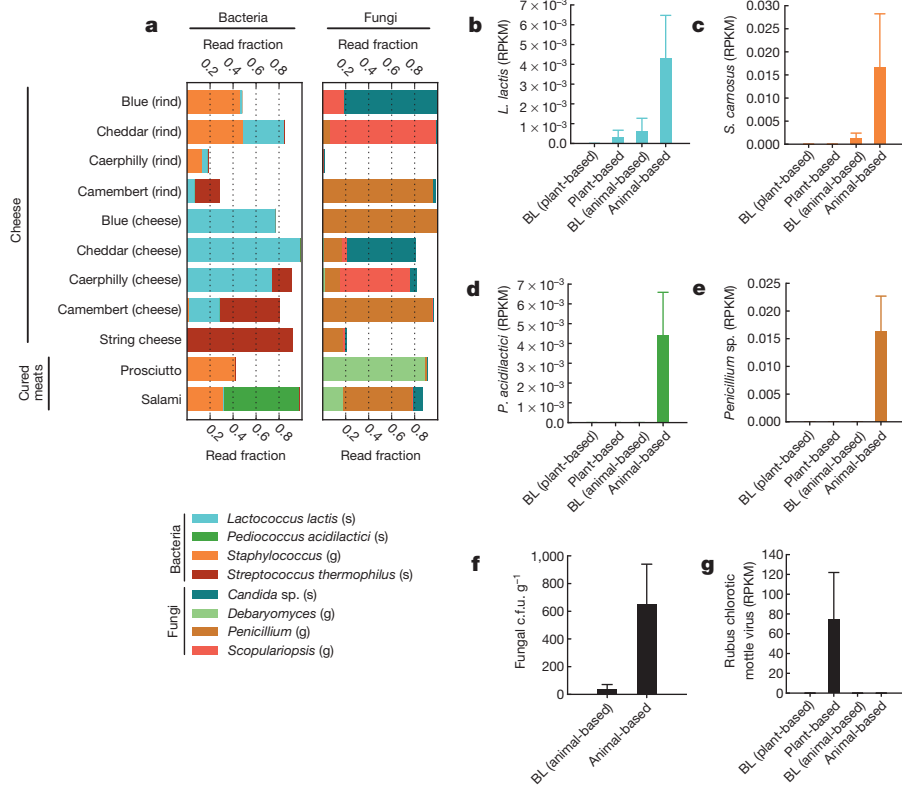 a
Bacteria
Fungi
Read fraction
Read fraction
0.2 0.4 0.6 0.8
0.2 0.4 0.6 0.8
Cheese
Blue (rind)
Cheddar (rind)
Caerphilly (rind)
Camembert (rind)
Blue (cheese)
Cheddar (cheese)
Caerphilly (cheese)
Camembert (cheese)
String cheese
Cured meats
Prosciutto
Salami
0.2 0.4 0.6 0.8
0.2 0.4 0.6 0.8
Read fraction
Read fraction
Bacteria
Lactococcus lactis (s)
Pediococcus acidilactici (s)
Staphylococcus (g)
Streptococcus thermophilus (s)
Fungi
Candida sp. (s)
Debaryomyces (g)
Penicillium (g)
Scopulariopsis (g)
b
L. lactis (RPKM)
7 × 10⁻³
6 × 10⁻³
5 × 10⁻³
4 × 10⁻³
3 × 10⁻³
2 × 10⁻³
1 × 10⁻³
0.0
BL (plant-based)
Plant-based
BL (animal-based)
Animal-based
c
S. carnosus (RPKM)
0.030
0.025
0.020
0.015
0.010
0.005
0.000
BL (plant-based)
Plant-based
BL (animal-based)
Animal-based
d
P. acidilactici (RPKM)
7 × 10⁻³
6 × 10⁻³
5 × 10⁻³
4 × 10⁻³
3 × 10⁻³
2 × 10⁻³
1 × 10⁻³
0.0
BL (plant-based)
Plant-based
BL (animal-based)
Animal-based
e
Penicillium sp. (RPKM)
0.025
0.020
0.015
0.010
0.005
0.000
BL (plant-based)
Plant-based
BL (animal-based)
Animal-based
f
Fungal c.f.u. g⁻¹
1,000
800
600
400
200
0
BL (animal-based)
Animal-based
g
Rubus chlorotic
mottle virus (RPKM)
140
120
100
80
60
40
20
0
BL (plant-based)
Plant-based
BL (animal-based)
Animal-based